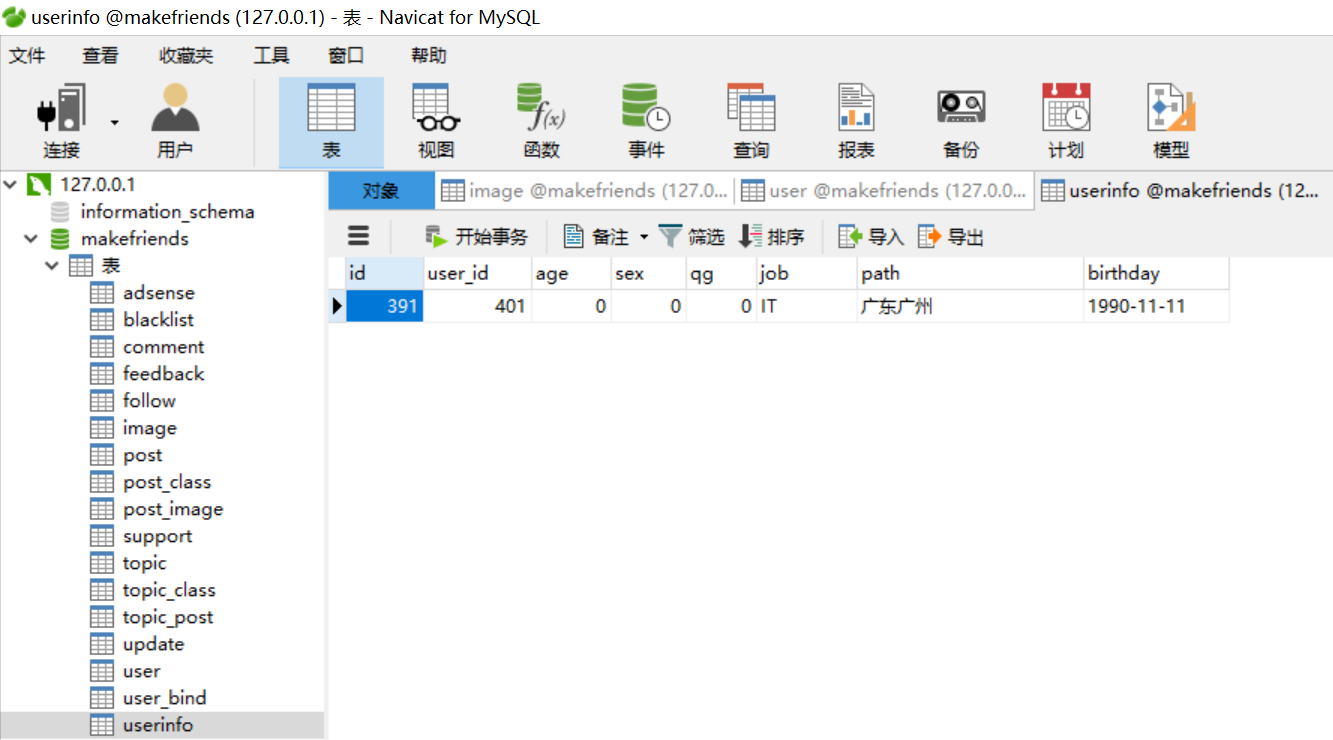 userinfo @makefriends (127.0.0.1) - 表 - Navicat for MySQL
文件 查看 收藏夹 工具 窗口 帮助
连接 用户 表 视图 函数 事件 查询 报表 备份 计划 模型
127.0.0.1
information_schema
makefriends
表
adsense
blacklist
comment
feedback
follow
image
post
post_class
post_image
support
topic
topic_class
topic_post
update
user
user_bind
userinfo
对象 image @makefriends (127.0... user @makefriends (127.0.0... userinfo @makefriends (12...
开始事务 备注 筛选 排序 导入 导出
id user_id age sex qg job path birthday
391 401 0 0 0 IT 广东广州 1990-11-11